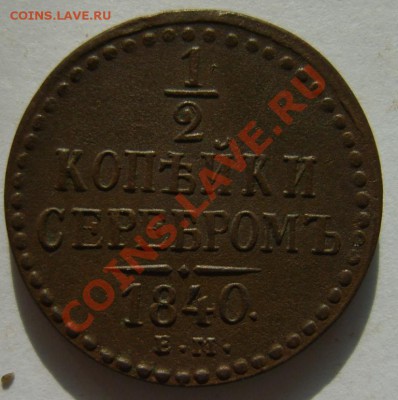 COINS.LAVE.RU
1
2
КОПѢЙКИ
СЕРЕБРОМЪ
1840.
Е.М.
COINS.LAVE.RU